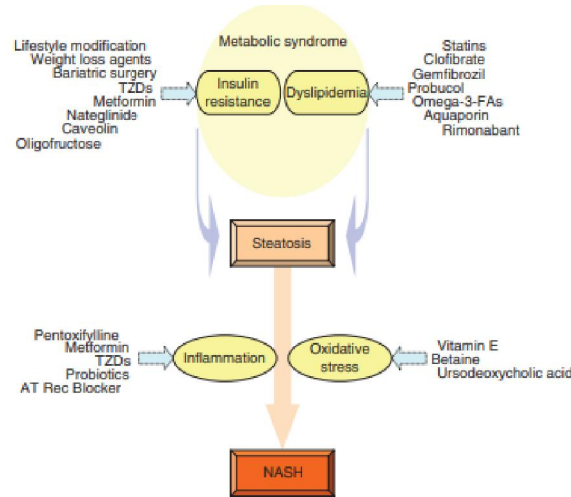 Metabolic syndrome
Lifestyle modification
Weight loss agents
Bariatric surgery
TZDs
Metformin
Nateglinide
Caveolin
Oligofructose
Insulin
resistance
Dyslipidemia
Statins
Clofibrate
Gemfibrozil
Probucol
Omega-3-FAs
Aquaporin
Rimonabant
Steatosis
Pentoxifylline
Metformin
TZDs
Probiotics
AT Rec Blocker
Inflammation
Oxidative
stress
Vitamin E
Betaine
Ursodeoxycholic acid
NASH